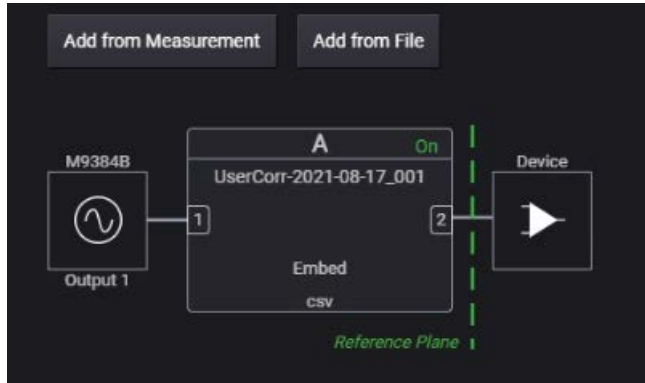 Add from Measurement
Add from File
A
On
M9384B
UserCorr-2021-08-17_001
Device
1
2
Embed
Output 1
csv
Reference Plane